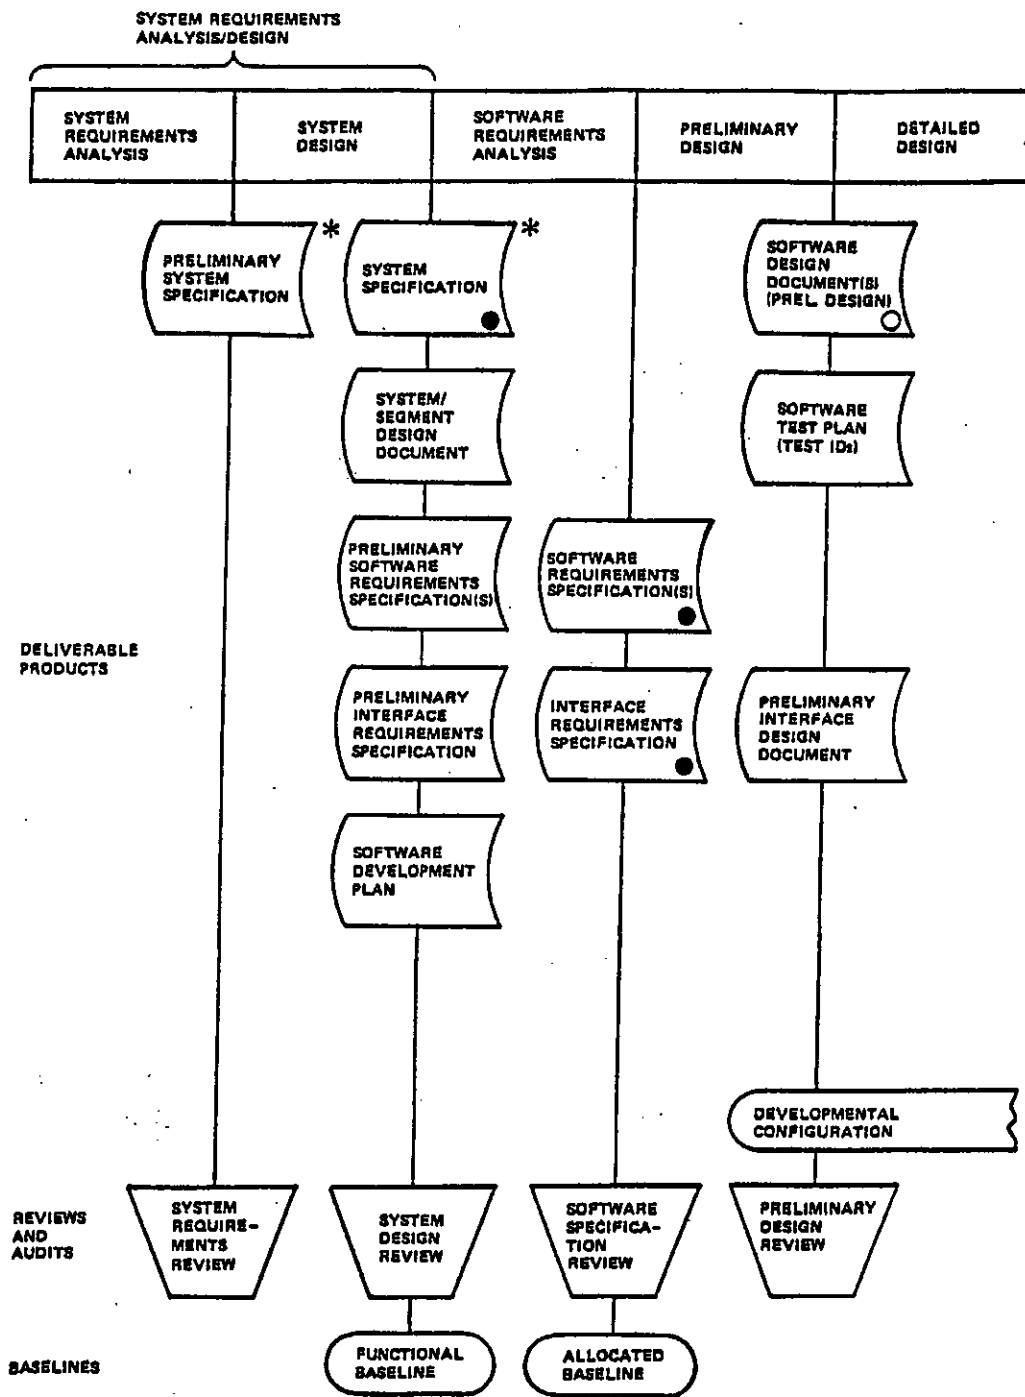 SYSTEM REQUIREMENTS
ANALYSIS/DESIGN
SYSTEM
REQUIREMENTS
ANALYSIS
SYSTEM
DESIGN
SOFTWARE
REQUIREMENTS
ANALYSIS
PRELIMINARY
DESIGN
DETAILED
DESIGN
PRELIMINARY
SYSTEM
SPECIFICATION
*
SYSTEM
SPECIFICATION
*
SOFTWARE
DESIGN
DOCUMENT(S)
(PREL. DESIGN)
SYSTEM/
SEGMENT
DESIGN
DOCUMENT
SOFTWARE
TEST PLAN
(TEST IDs)
PRELIMINARY
SOFTWARE
REQUIREMENTS
SPECIFICATION(S)
SOFTWARE
REQUIREMENTS
SPECIFICATION(S)
DELIVERABLE
PRODUCTS
PRELIMINARY
INTERFACE
REQUIREMENTS
SPECIFICATION
INTERFACE
REQUIREMENTS
SPECIFICATION
PRELIMINARY
INTERFACE
DESIGN
DOCUMENT
SOFTWARE
DEVELOPMENT
PLAN
DEVELOPMENTAL
CONFIGURATION
REVIEWS
AND
AUDITS
SYSTEM
REQUIRE-
MENTS
REVIEW
SYSTEM
DESIGN
REVIEW
SOFTWARE
SPECIFICA-
TION
REVIEW
PRELIMINARY
DESIGN
REVIEW
BASELINES
FUNCTIONAL
BASELINE
ALLOCATED
BASELINE